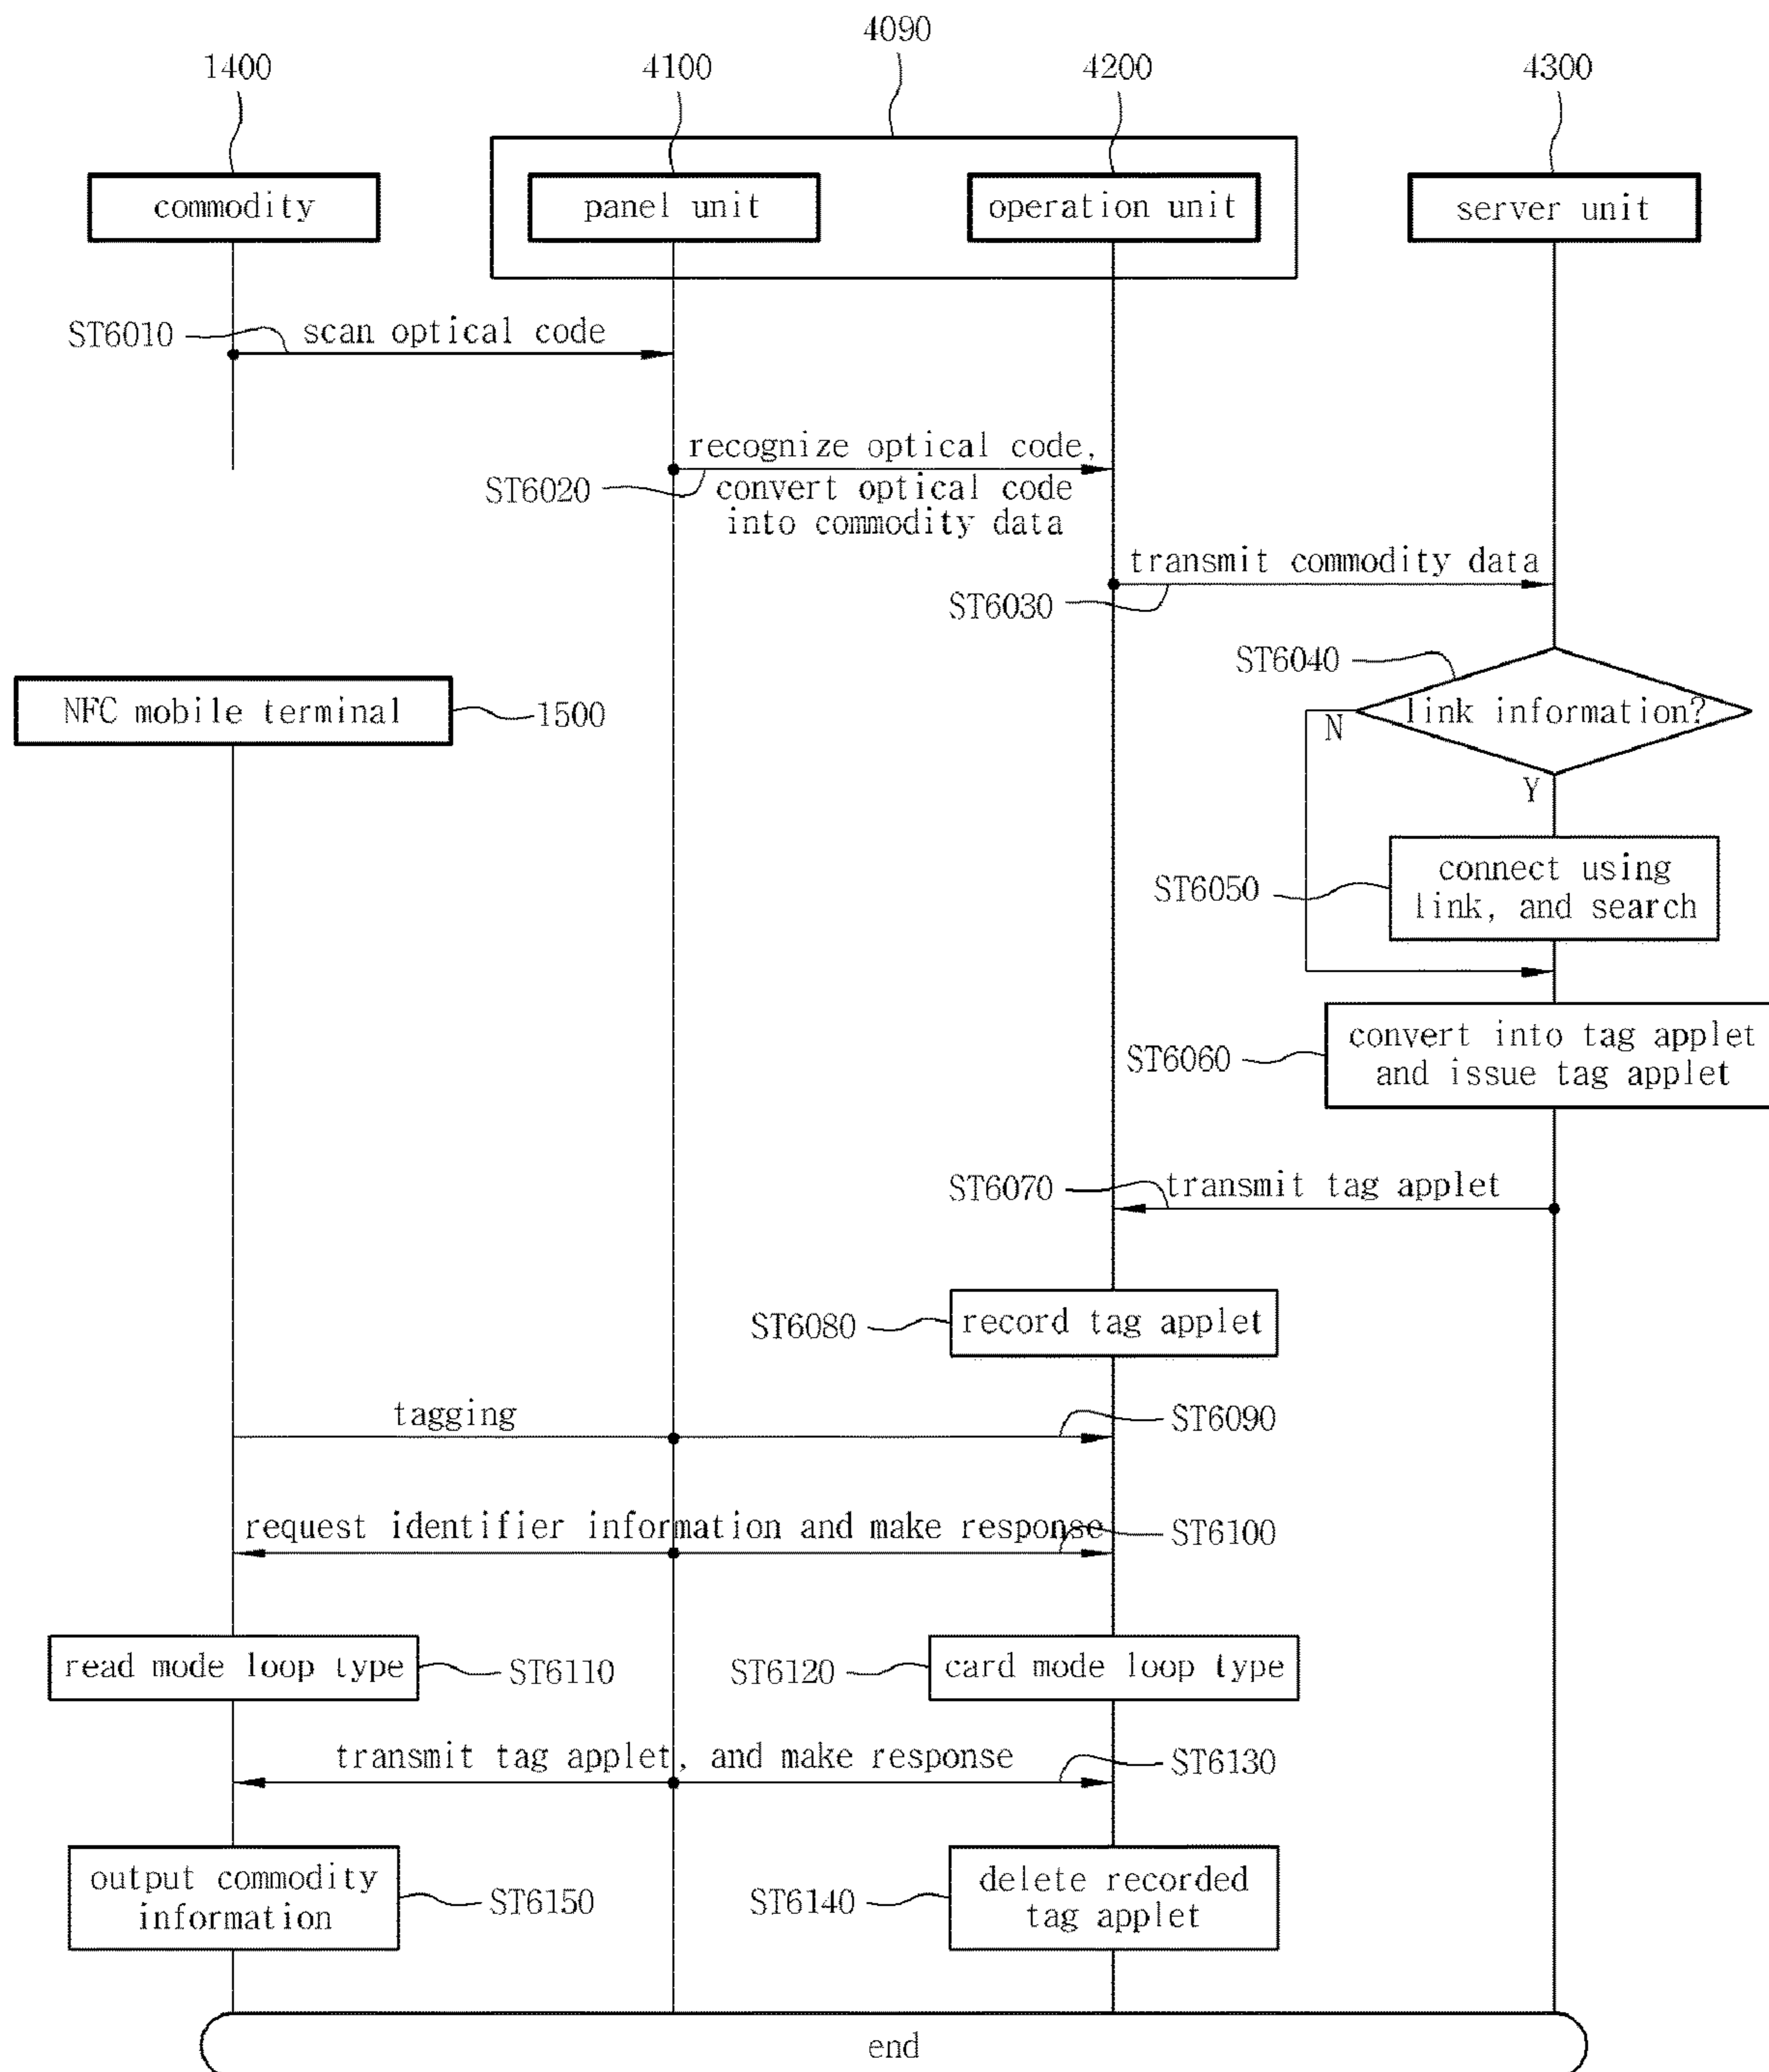 4090
1400
4100
4200
4300
commodity
panel unit
operation unit
server unit
ST6010
scan optical code
recognize optical code,
ST6020
convert optical code
into commodity data
transmit commodity data
ST6030
ST6040
link information?
NFC mobile terminal
1500
N
Y
ST6050
connect using
link, and search
ST6060
convert into tag applet
and issue tag applet
ST6070
transmit tag applet
ST6080
record tag applet
tagging
ST6090
request identifier information and make response
ST6100
read mode loop type
ST6110
ST6120
card mode loop type
transmit tag applet, and make response
ST6130
output commodity
information
ST6150
ST6140
delete recorded
tag applet
end